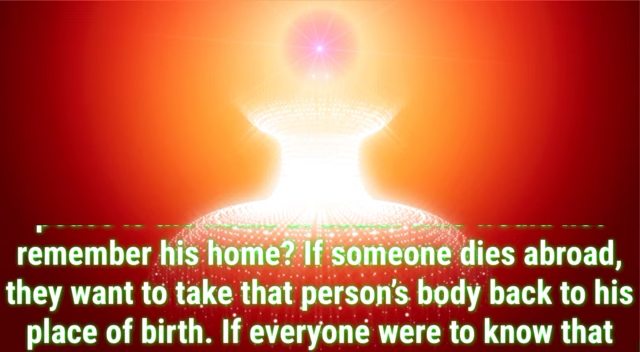 remember his home? If someone dies abroad,
they want to take that person's body back to his
place of birth. If everyone were to know that